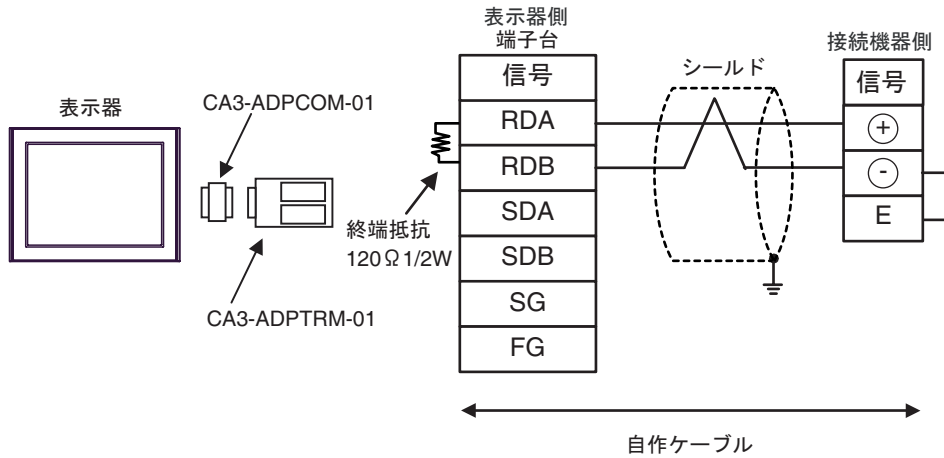 表示器
CA3-ADPCOM-01
CA3-ADPTRM-01
終端抵抗
120Ω1/2W
表示器側
端子台
信号
RDA
RDB
SDA
SDB
SG
FG
シールド
接続機器側
信号
+
-
E
自作ケーブル